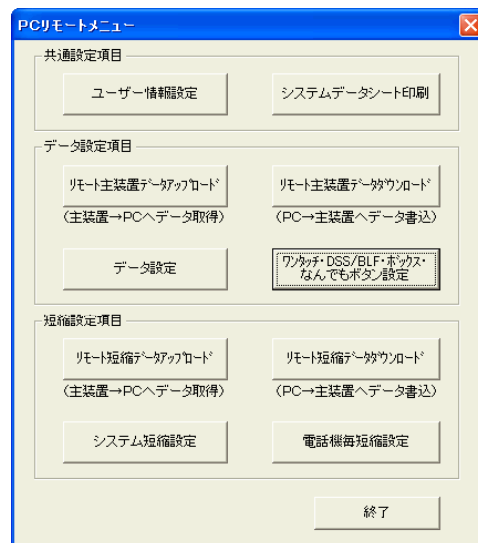 PCリモートメニュー
共通設定項目
ユーザー情報設定
システムデータシート印刷
データ設定項目
ﾘﾓｰﾄ主装置ﾃﾞｰﾀｱｯﾌﾟﾛｰﾄﾞ
ﾘﾓｰﾄ主装置ﾃﾞｰﾀﾀﾞｳﾝﾛｰﾄﾞ
(主装置→PCへデータ取得)
(PC→主装置へデータ書込)
データ設定
ﾜﾝﾀｯﾁ・DSS/BLF・ﾎﾞｯｸｽ・
なんでもボタン設定
短縮設定項目
ﾘﾓｰﾄ短縮ﾃﾞｰﾀｱｯﾌﾟﾛｰﾄﾞ
ﾘﾓｰﾄ短縮ﾃﾞｰﾀﾀﾞｳﾝﾛｰﾄﾞ
(主装置→PCへデータ取得)
(PC→主装置へデータ書込)
システム短縮設定
電話機毎短縮設定
終了